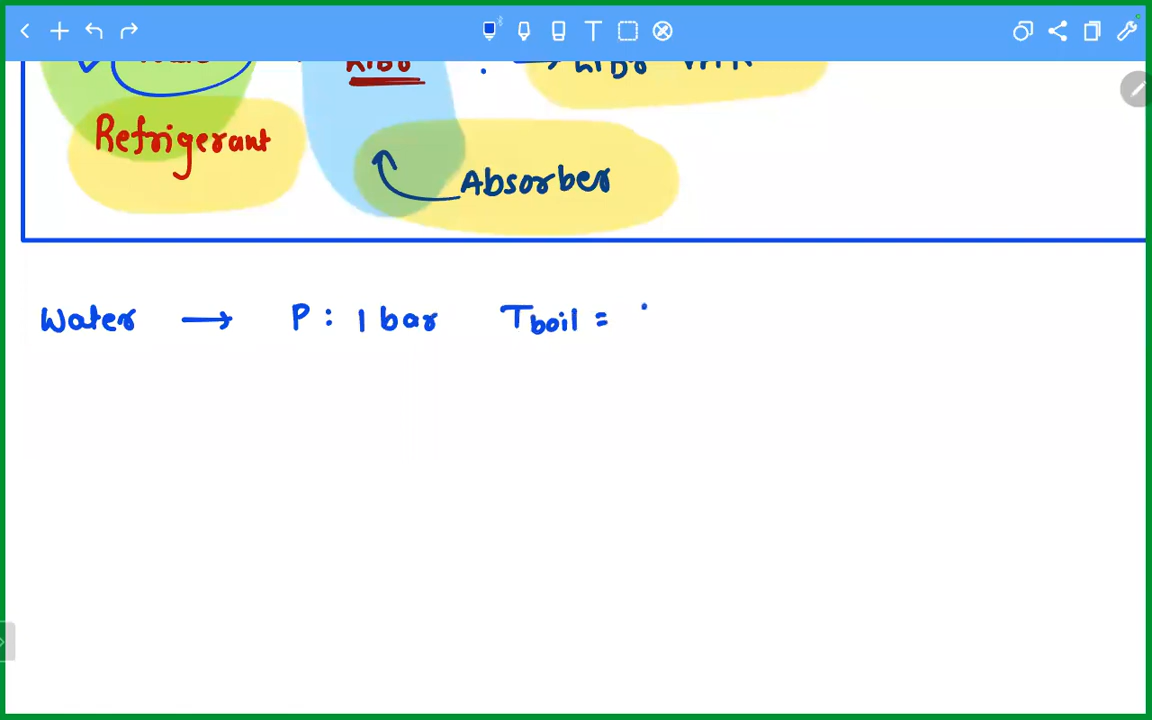 Refrigerant
Absorber
Water → P : 1 bar Tboil =